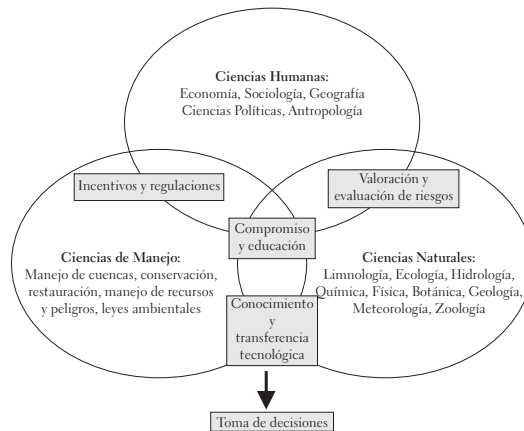 Ciencias Humanas:
Economía, Sociología, Geografía
Ciencias Políticas, Antropología
Incentivos y regulaciones
Valoración y
evaluación de riesgos
Compromiso
y educación
Ciencias de Manejo:
Manejo de cuencas, conservación,
restauración, manejo de recursos
y peligros, leyes ambientales
Ciencias Naturales:
Limnología, Ecología, Hidrología,
Química, Física, Botánica, Geología,
Meteorología, Zoología
Conocimiento
y
transferencia
tecnológica
Toma de decisiones